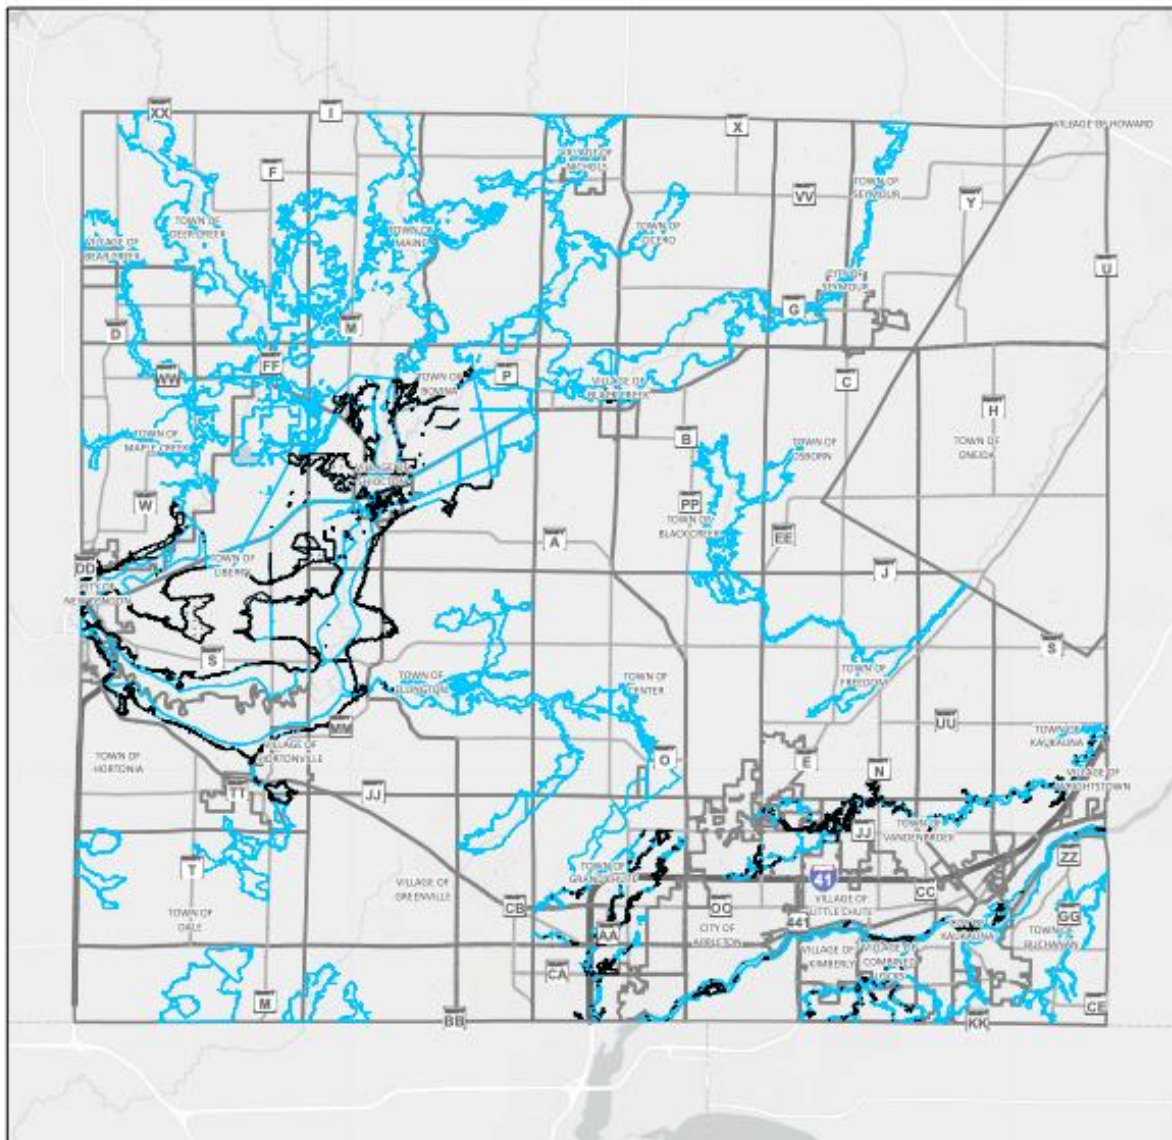 XX
I
X
VILLAGE OF HOWARD
F
VILLAGE OF
NICHOLS
TOWN OF
SEYMOUR
VV
Y
TOWN OF
DEER CREEK
TOWN OF
MAINE
TOWN OF
CICERO
VILLAGE OF
BEAR CREEK
U
CITY OF
SEYMOUR
G
D
M
FF
WW
TOWN OF
BOVINA
P
VILLAGE OF
BLACK CREEK
C
H
TOWN OF
MAPLE CREEK
B
TOWN OF
OSBORN
TOWN OF
ONEIDA
VILLAGE OF
SHIOCTON
W
PP
TOWN OF
BLACK CREEK
A
EE
DD
TOWN OF
LIBERTY
J
CITY OF
NEW LONDON
S
S
TOWN OF
ELLINGTON
TOWN OF
CENTER
TOWN OF
FREEDOM
MM
UU
TOWN OF
KAUKAUNA
TOWN OF
HORTONIA
VILLAGE OF
HORTONVILLE
O
E
N
VILLAGE OF
WRIGHTSTOWN
TT
JJ
TOWN OF
VANDENBROEK
JJ
ZZ
T
TOWN OF
GRAND CHUTE
41
VILLAGE OF
GREENVILLE
CC
VILLAGE OF
LITTLE CHUTE
TOWN OF
DALE
CB
OO
GG
AA
CITY OF
APPLETON
441
KAUKAUNA
TOWN OF
BUCHANAN
VILLAGE OF
KIMBERLY
VILLAGE OF
COMBINED
LOCKS
CA
M
BB
KK
CE